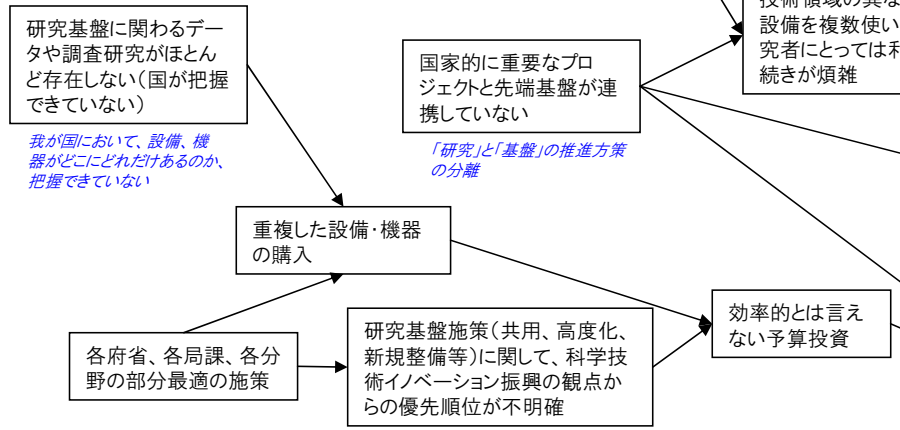 研究基盤に関わるデー
タや調査研究がほとん
ど存在しない（国が把握
できていない）
我が国において、設備、機
器がどこにどれだけあるのか、
把握できていない
国家的に重要なプロ
ジェクトと先端基盤が連
携していない
「研究」と「基盤」の推進方策
の分離
技術領域の異な
設備を複数使い
究者にとっては利
続きが煩雑
重複した設備・機器
の購入
各府省、各局課、各分
野の部分最適の施策
研究基盤施策（共用、高度化、
新規整備等）に関して、科学技
術イノベーション振興の観点か
らの優先順位が不明確
効率的とは言え
ない予算投資